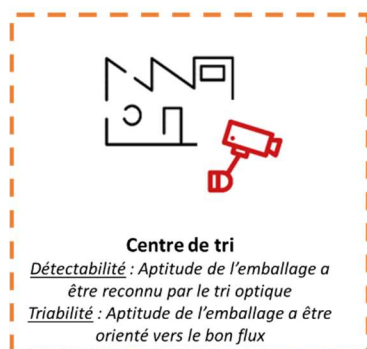 Centre de tri
Détectabilité : Aptitude de l'emballage a
être reconnu par le tri optique
Triabilité : Aptitude de l'emballage a être
orienté vers le bon flux